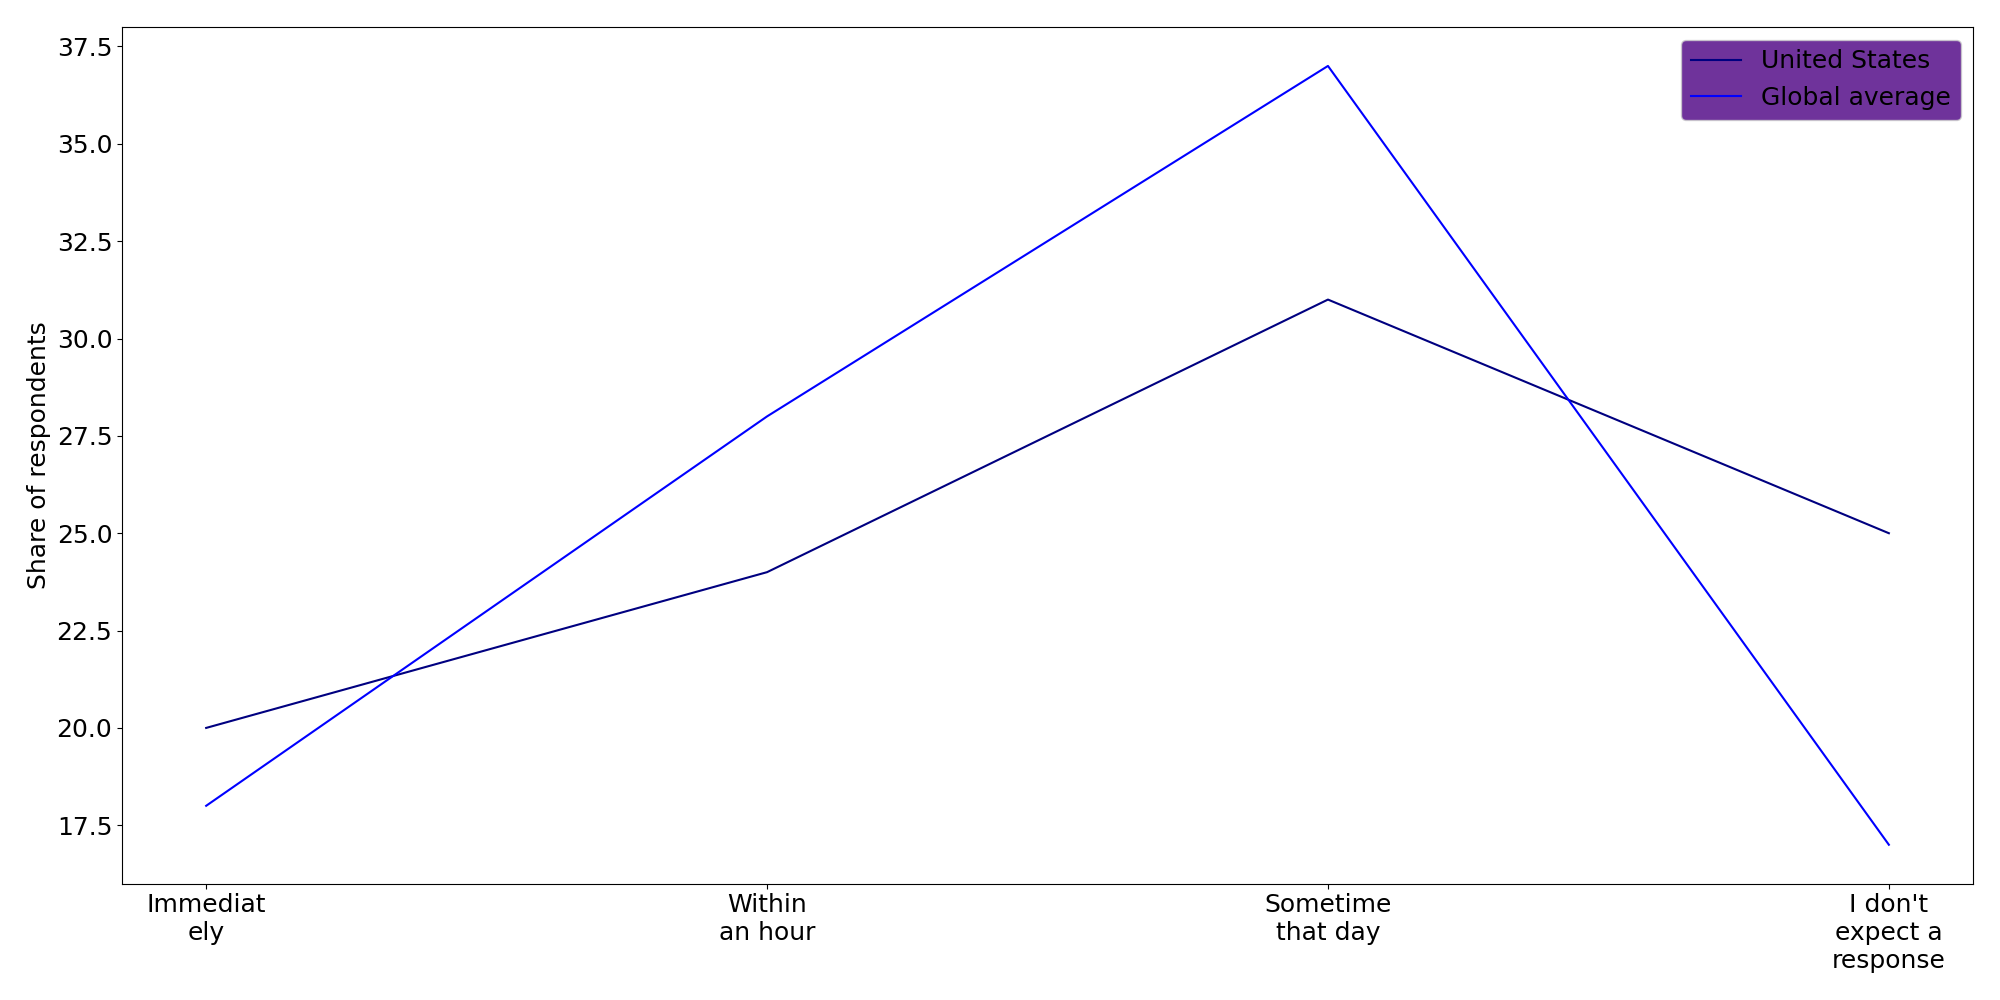 37.5
35.0
32.5
30.0
27.5
25.0
22.5
20.0
17.5
Share of respondents
United States
Global average
Immediat
ely
Within
an hour
Sometime
that day
I don't
expect a
response